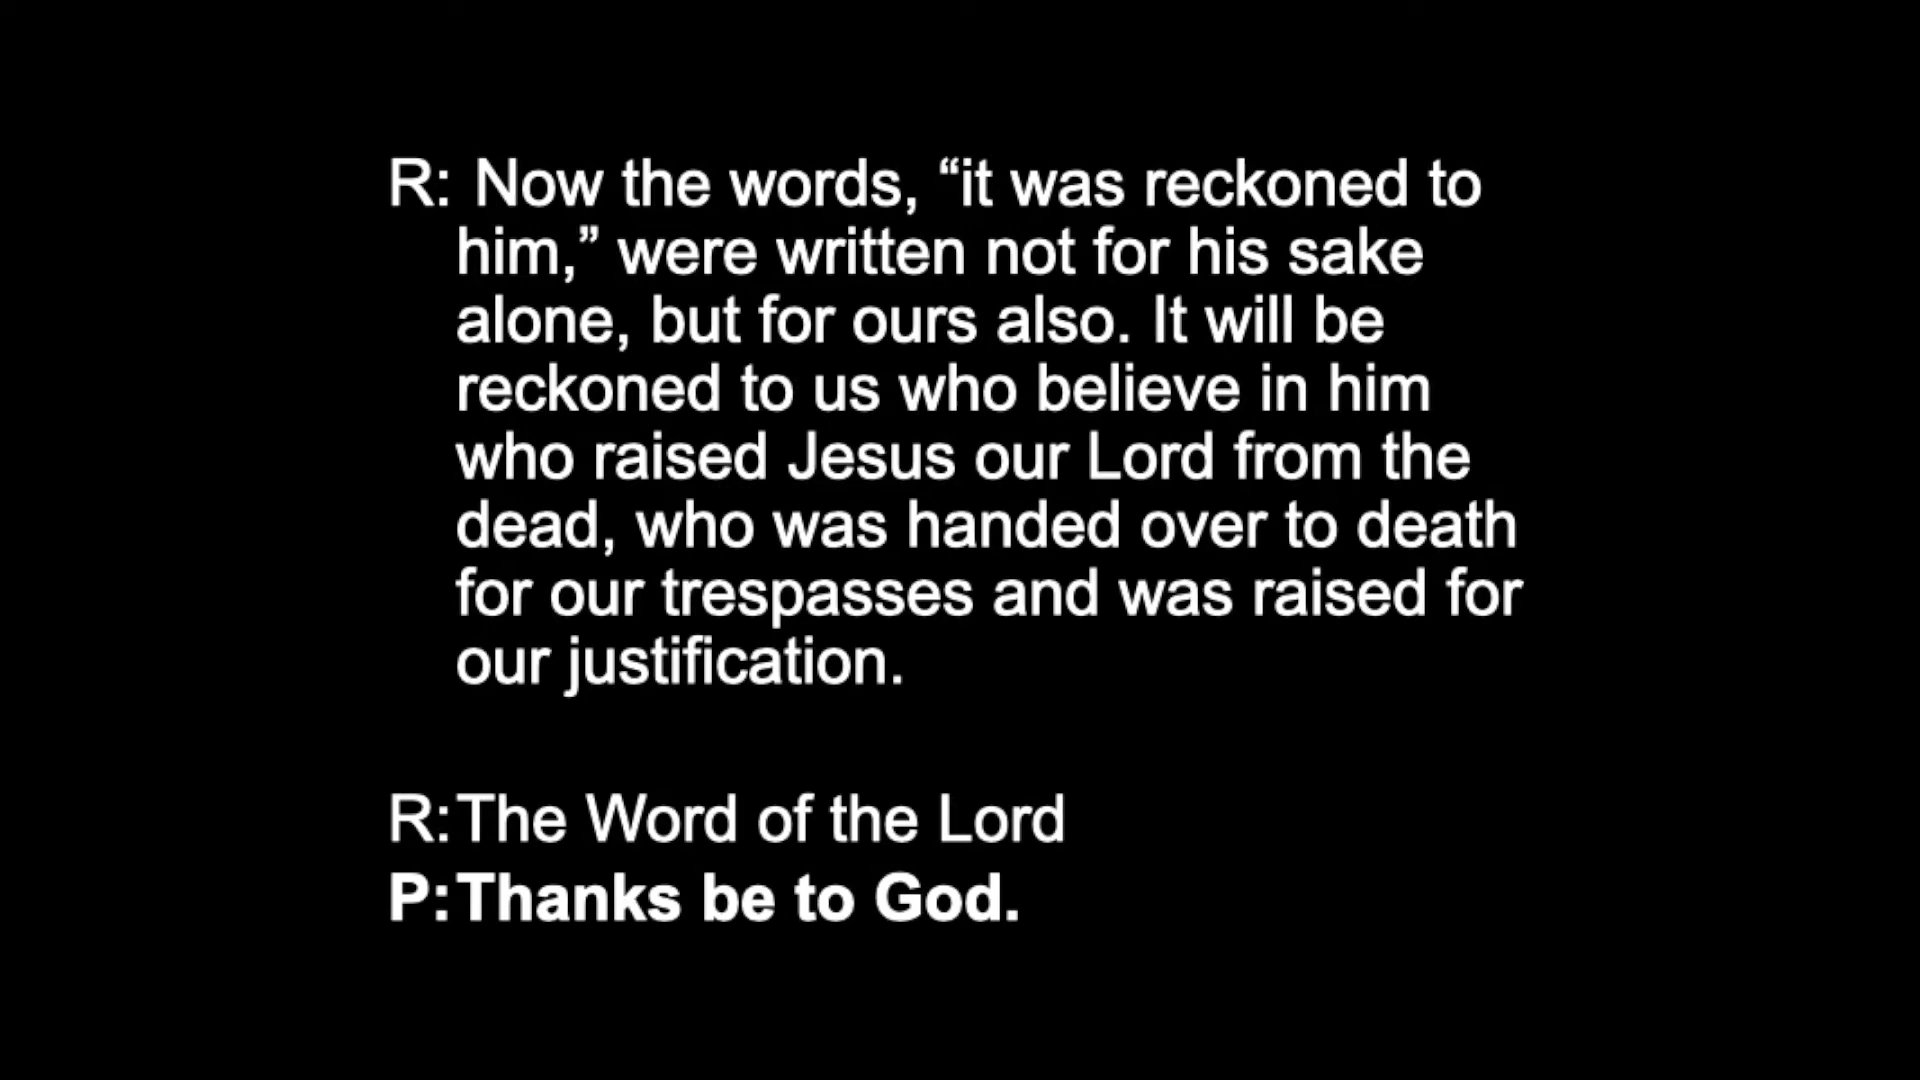 R: Now the words, “it was reckoned to
him,” were written not for his sake
alone, but for ours also. It will be
reckoned to us who believe in him
who raised Jesus our Lord from the
dead, who was handed over to death
for our trespasses and was raised for
our justification.
R:The Word of the Lord
P:Thanks be to God.